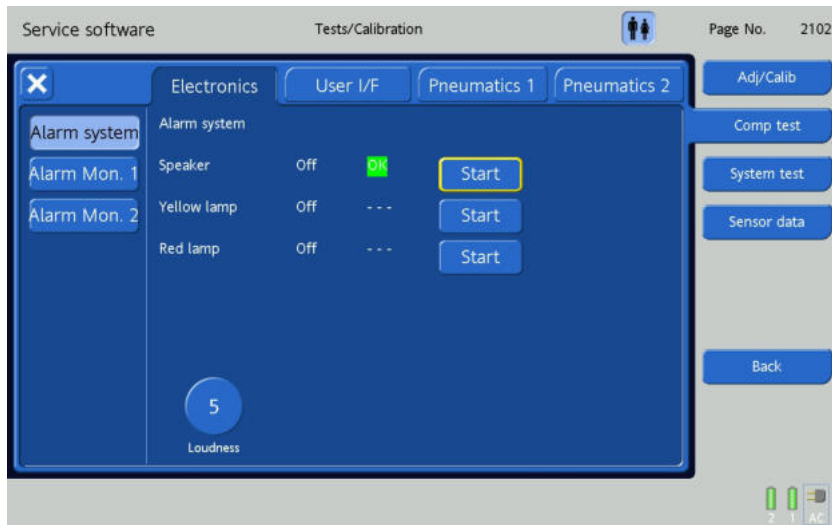 Service software Tests/Calibration Page No. 2102
Electronics User I/F Pneumatics 1 Pneumatics 2 Adj/Calib
Alarm system Alarm system Comp test
Speaker Off OK Start
Alarm Mon. 1 System test
Yellow lamp Off --- Start
Alarm Mon. 2 Sensor data
Red lamp Off --- Start
Back
5
Loudness
2 1 AC